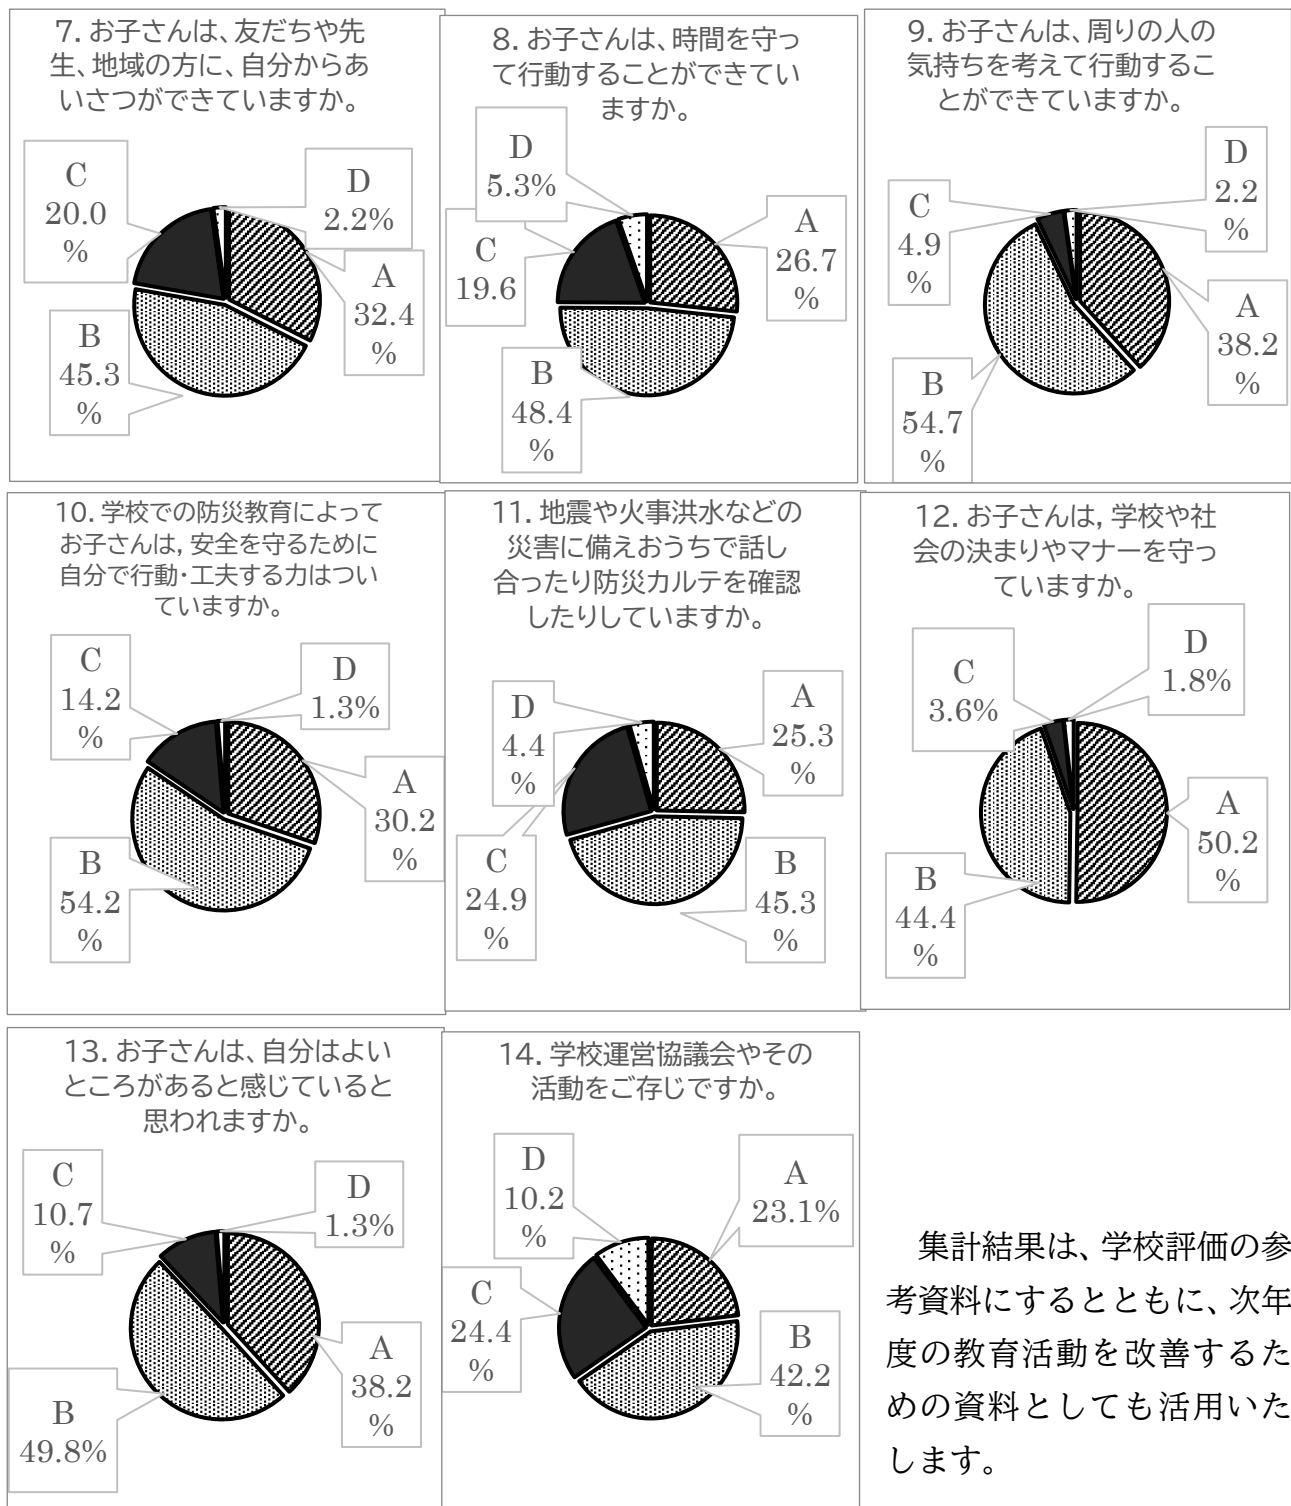 7. お子さんは、友だちや先
生、地域の方に、自分からあ
いさつができていますか。
C
20.0
%
D
2.2%
A
32.4
%
B
45.3
%
8. お子さんは、時間を守っ
て行動することができてい
ますか。
D
5.3%
C
19.6
A
26.7
%
B
48.4
%
9. お子さんは、周りの人の
気持ちを考えて行動するこ
とができていますか。
D
2.2
%
C
4.9
%
A
38.2
%
B
54.7
%
10. 学校での防災教育によって
お子さんは, 安全を守るために
自分で行動・工夫する力はつい
ていますか。
C
14.2
%
D
1.3%
A
30.2
%
B
54.2
%
11. 地震や火事洪水などの
災害に備えおうちで話し
合ったり防災カルテを確認
したりしていますか。
D
4.4
%
A
25.3
%
C
24.9
%
B
45.3
%
12. お子さんは, 学校や社
会の決まりやマナーを守っ
ていますか。
C
3.6%
D
1.8%
A
50.2
%
B
44.4
%
13. お子さんは、自分はよい
ところがあると感じていると
思われますか。
C
10.7
%
D
1.3%
A
38.2
%
B
49.8%
14. 学校運営協議会やその
活動をご存じですか。
D
10.2
%
A
23.1%
C
24.4
%
B
42.2
%
集計結果は、学校評価の参
考資料にするとともに、次年
度の教育活動を改善するた
めの資料としても活用いた
します。